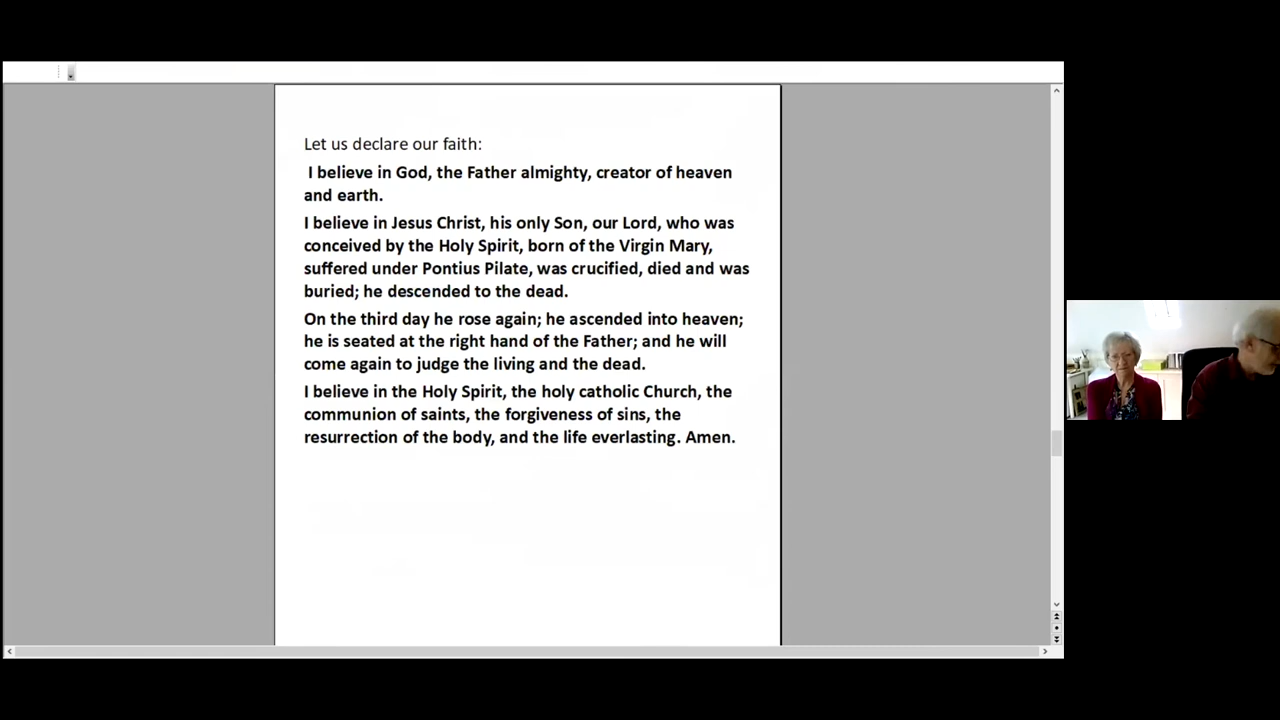 Let us declare our faith:
I believe in God, the Father almighty, creator of heaven
and earth.
I believe in Jesus Christ, his only Son, our Lord, who was
conceived by the Holy Spirit, born of the Virgin Mary,
suffered under Pontius Pilate, was crucified, died and was
buried; he descended to the dead.
On the third day he rose again; he ascended into heaven;
he is seated at the right hand of the Father; and he will
come again to judge the living and the dead.
I believe in the Holy Spirit, the holy catholic Church, the
communion of saints, the forgiveness of sins, the
resurrection of the body, and the life everlasting. Amen.